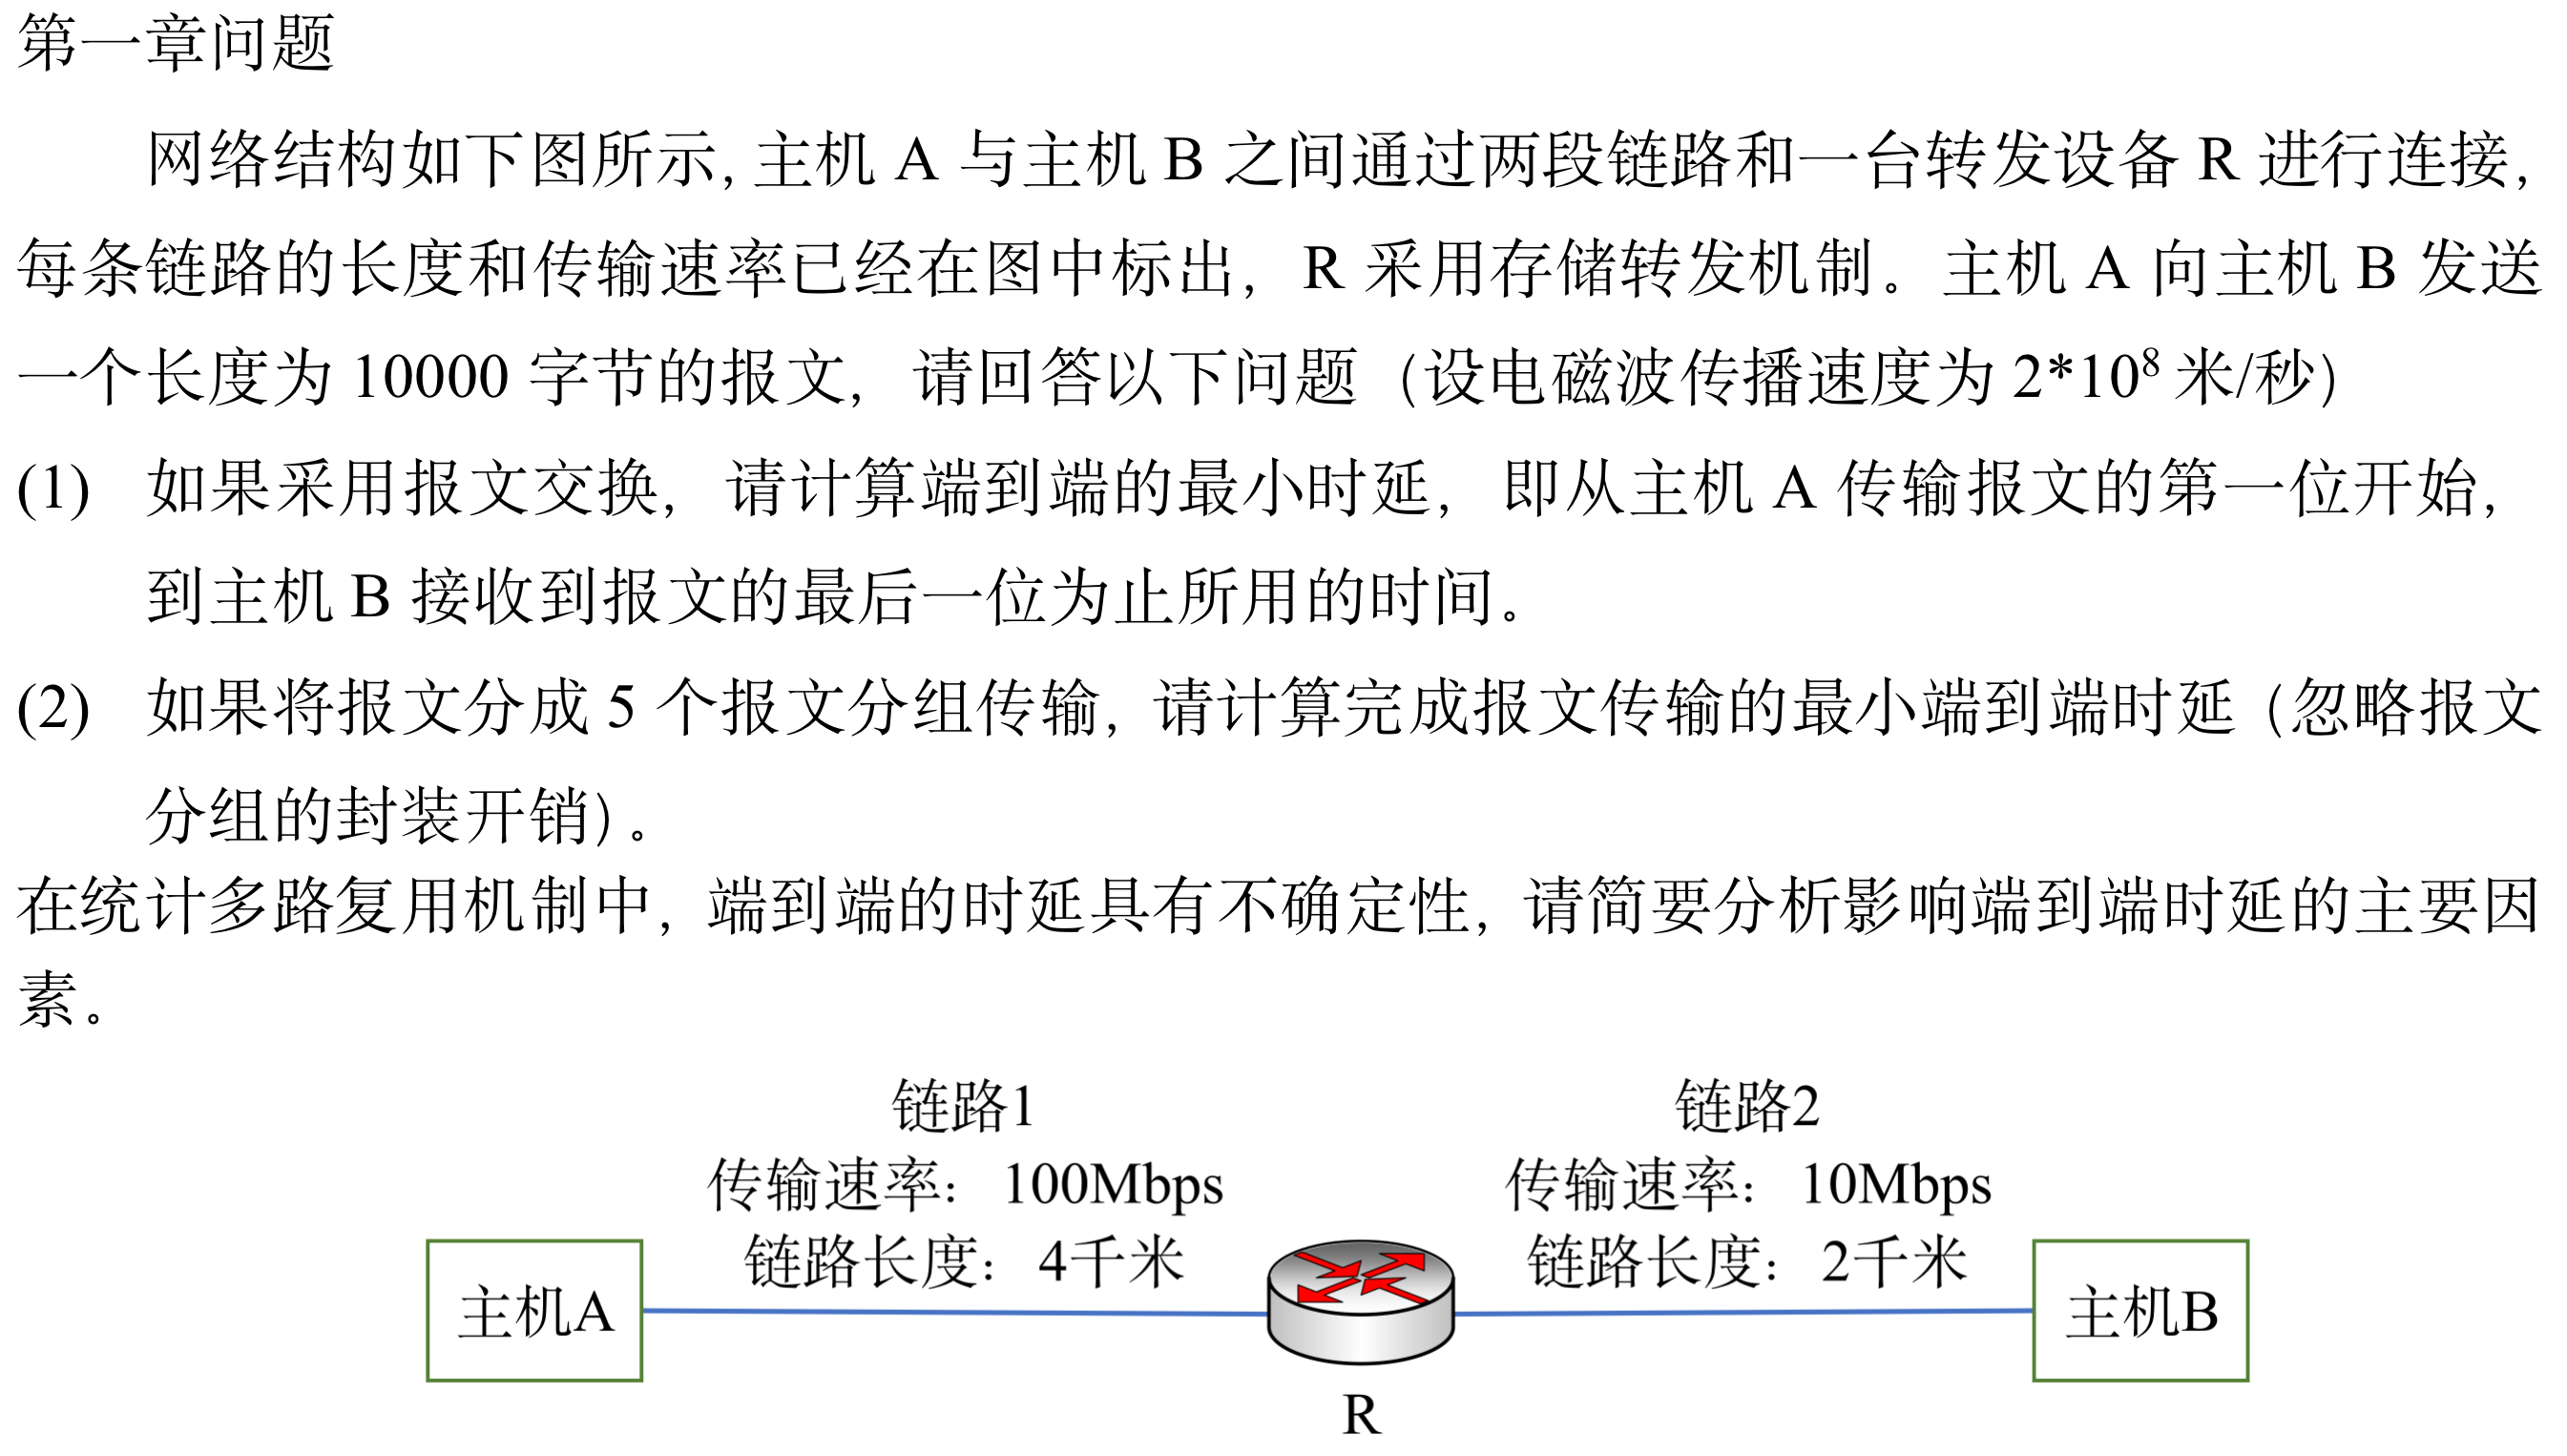 第一章问题
网络结构如下图所示, 主机 A 与主机 B 之间通过两段链路和一台转发设备 R 进行连接,
每条链路的长度和传输速率已经在图中标出, R 采用存储转发机制。主机 A 向主机 B 发送
一个长度为 10000 字节的报文, 请回答以下问题（设电磁波传播速度为 2*10⁸ 米/秒）
(1) 如果采用报文交换, 请计算端到端的最小时延, 即从主机 A 传输报文的第一位开始,
到主机 B 接收到报文的最后一位为止所用的时间。
(2) 如果将报文分成 5 个报文分组传输, 请计算完成报文传输的最小端到端时延（忽略报文
分组的封装开销）。
在统计多路复用机制中, 端到端的时延具有不确定性, 请简要分析影响端到端时延的主要因
素。
链路1
传输速率： 100Mbps
链路长度： 4千米
链路2
传输速率： 10Mbps
链路长度： 2千米
主机A
主机B
R